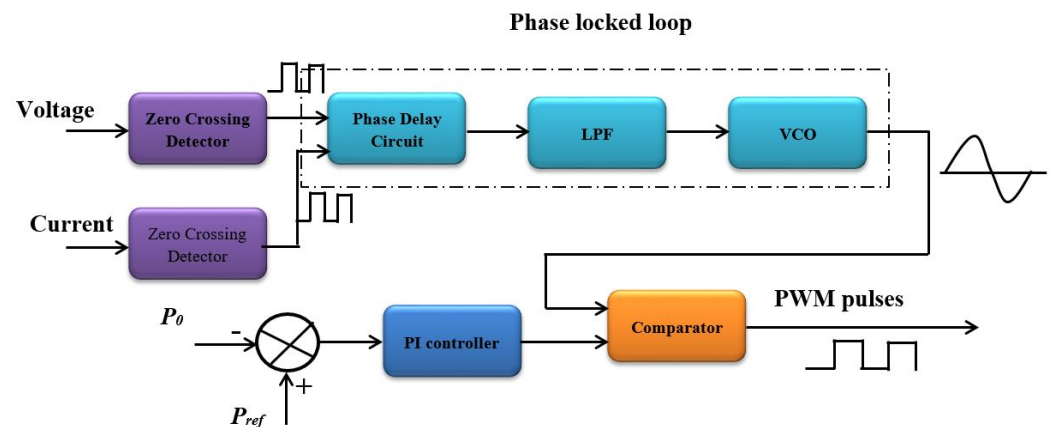 Phase locked loop
Voltage
Zero Crossing
Detector
Phase Delay
Circuit
LPF
VCO
Current
Zero Crossing
Detector
P0
-
PI controller
Comparator
PWM pulses
+
Pref